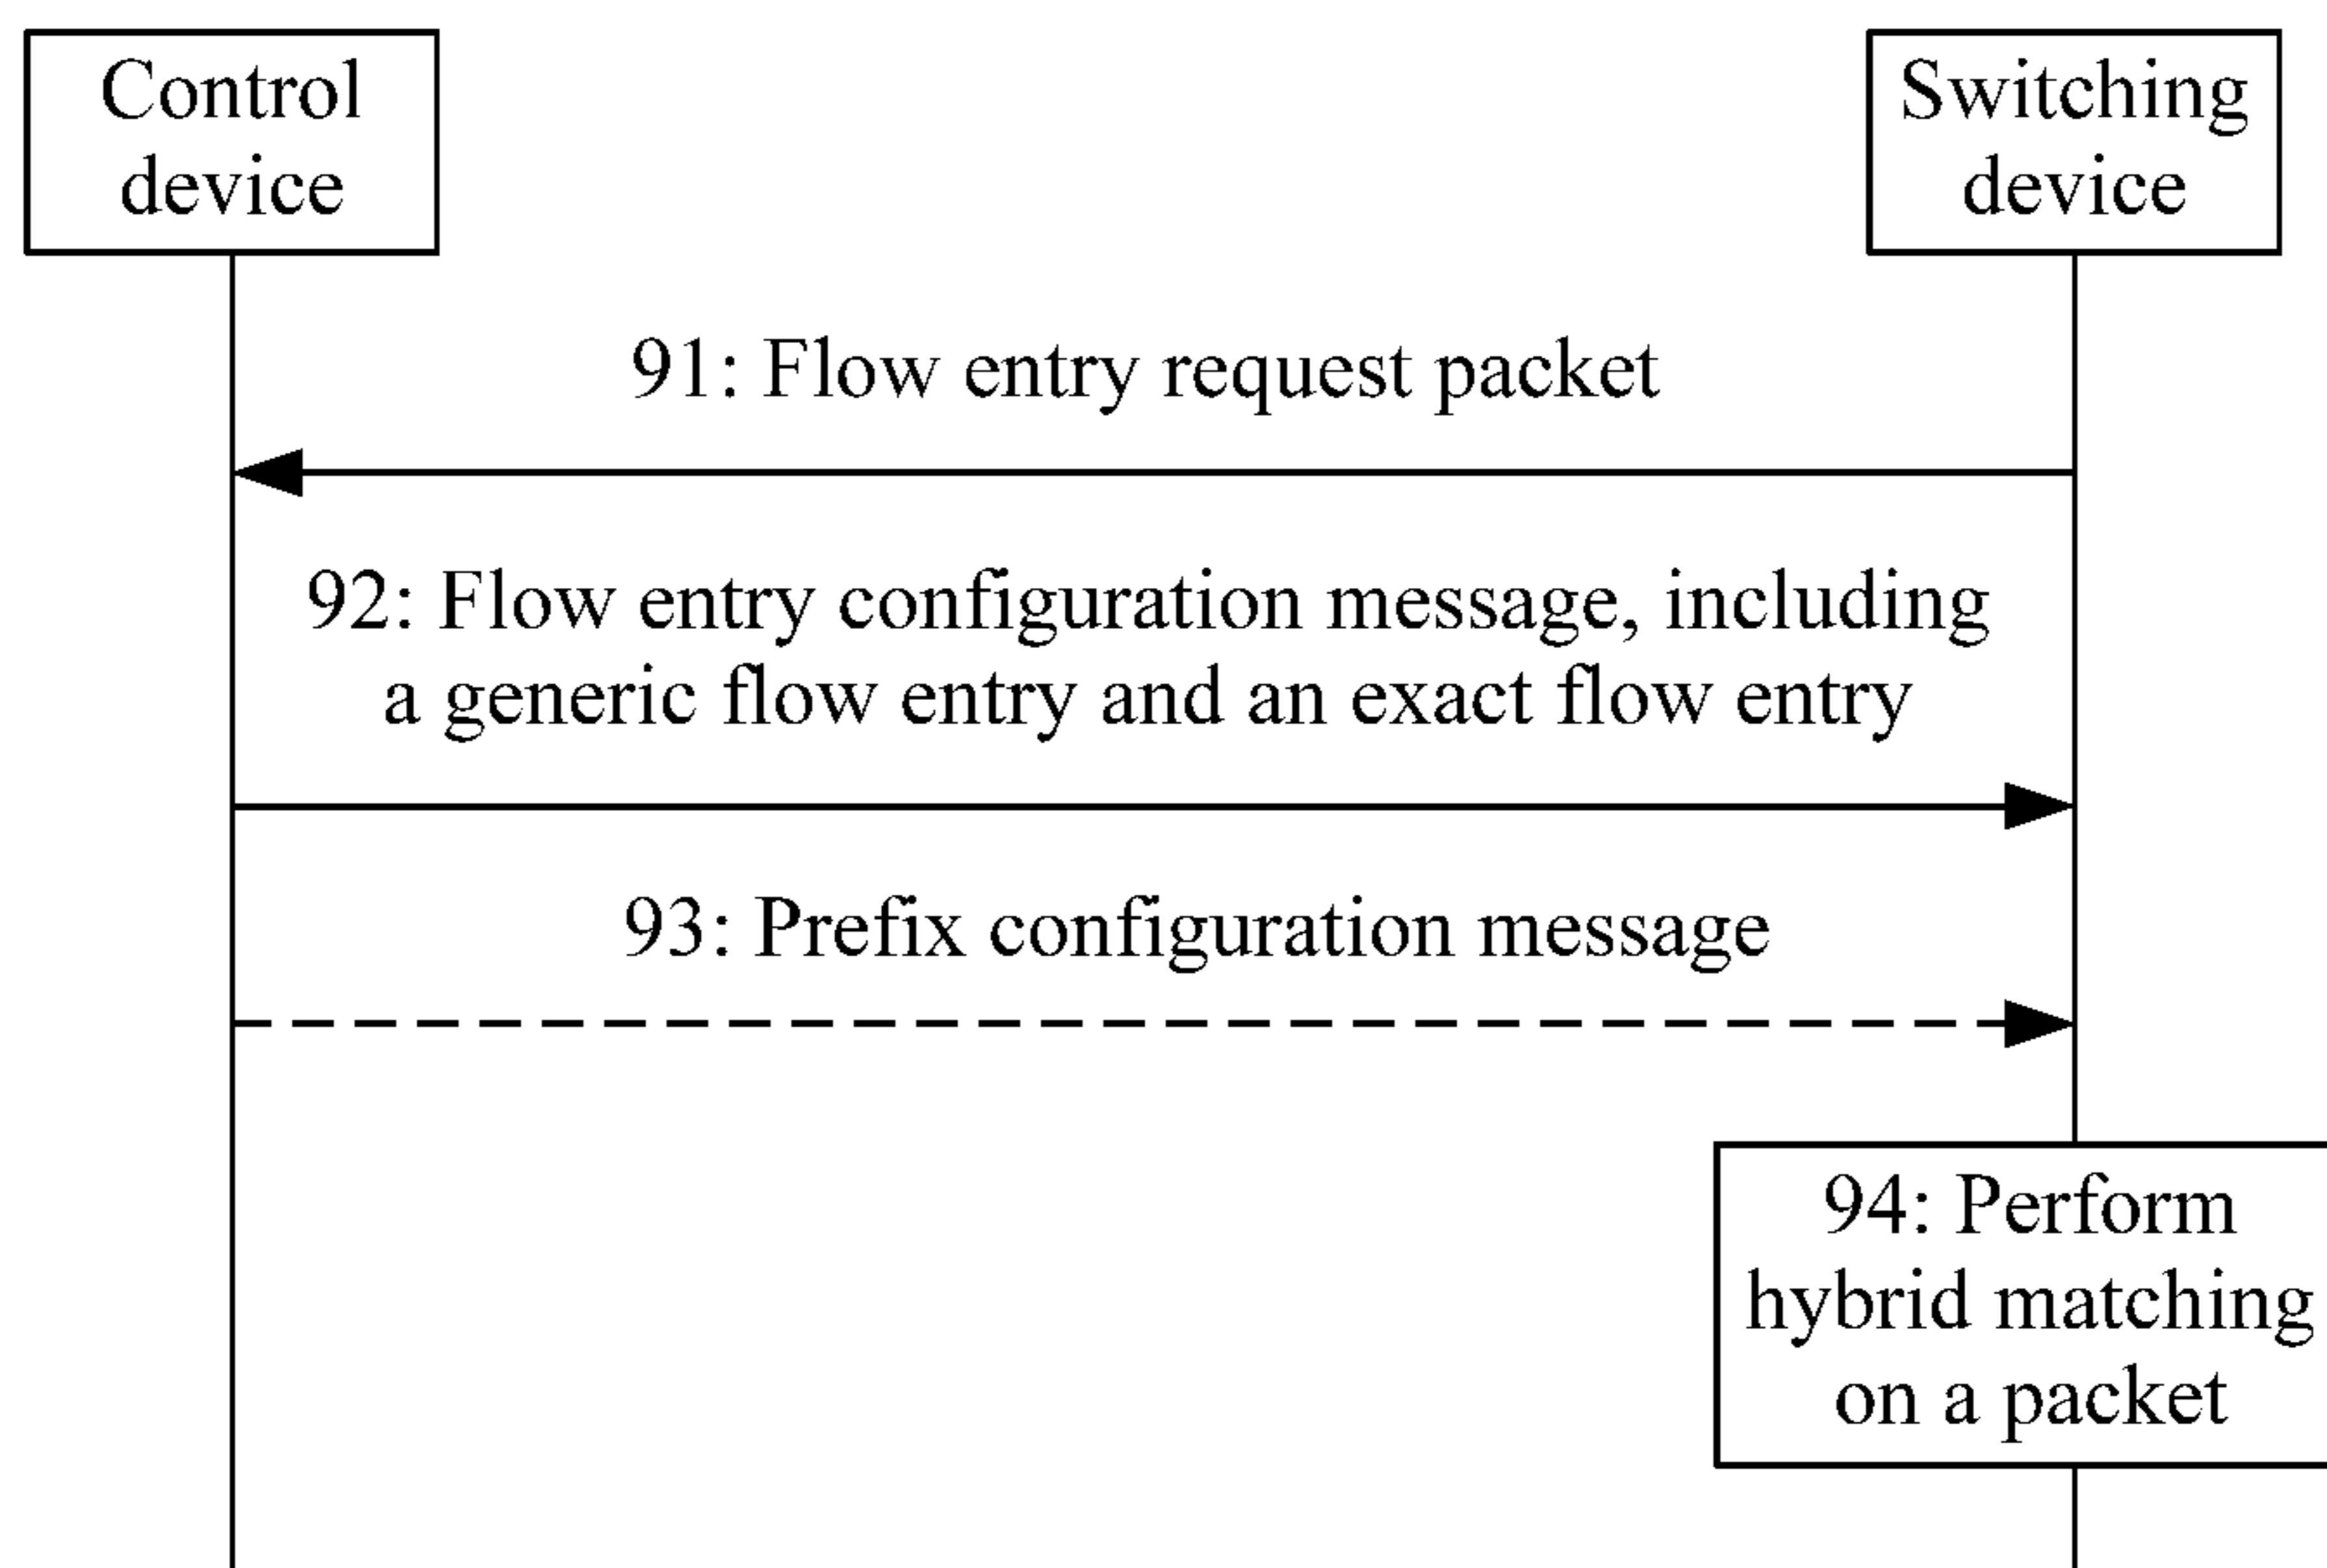 Control
device
Switching
device
91: Flow entry request packet
92: Flow entry configuration message, including
a generic flow entry and an exact flow entry
93: Prefix configuration message
94: Perform
hybrid matching
on a packet